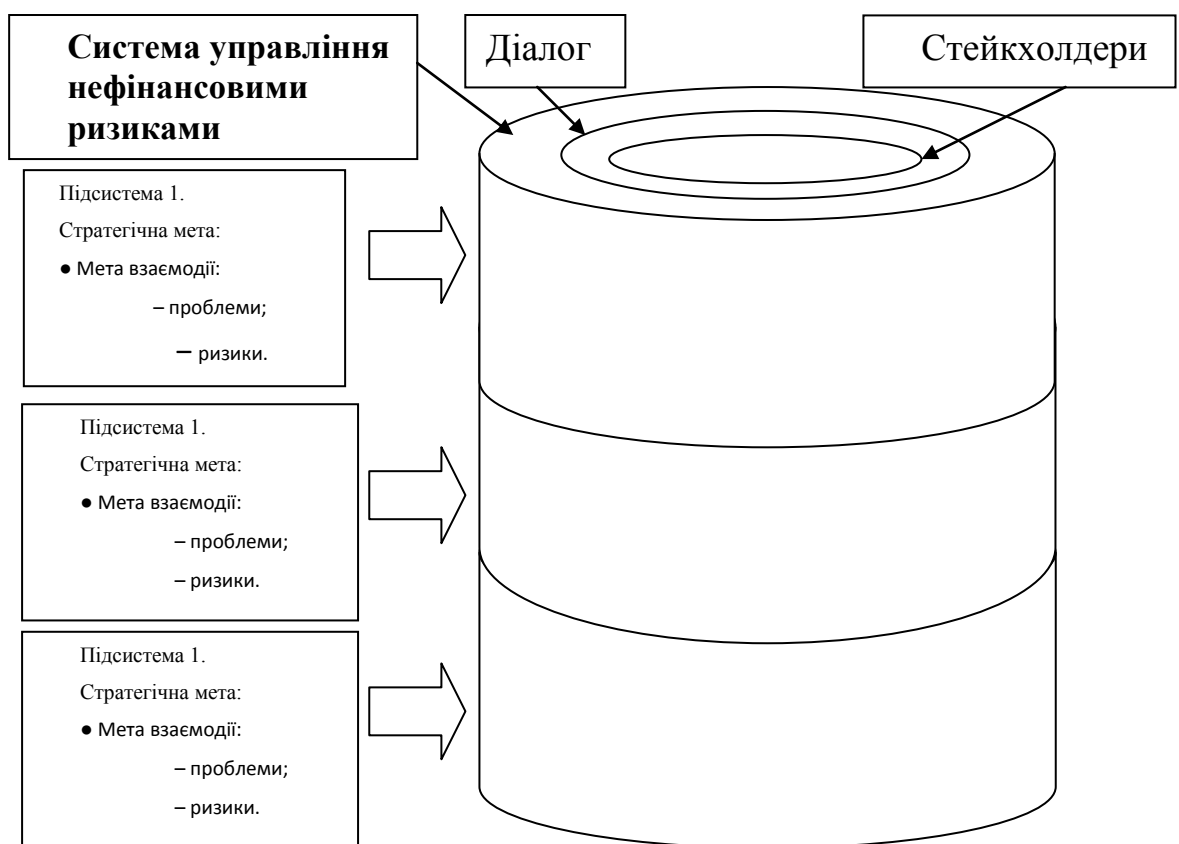 Система управління
нефінансовими
ризиками
Діалог
Стейкхолдери
Підсистема 1.
Стратегічна мета:
● Мета взаємодії:
– проблеми;
– ризики.
Підсистема 1.
Стратегічна мета:
● Мета взаємодії:
– проблеми;
– ризики.
Підсистема 1.
Стратегічна мета:
● Мета взаємодії:
– проблеми;
– ризики.